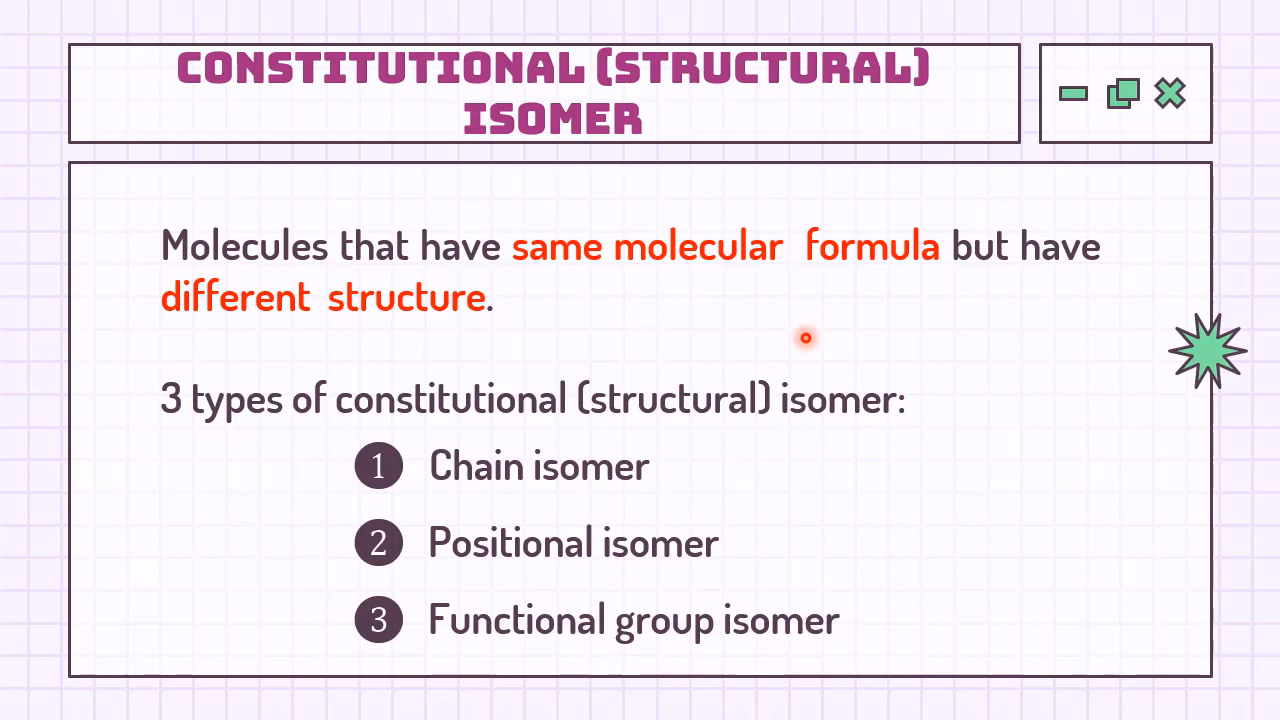 CONSTITUTIONAL (STRUCTURAL)
ISOMER
Molecules that have same molecular formula but have
different structure.
3 types of constitutional (structural) isomer:
1 Chain isomer
2 Positional isomer
3 Functional group isomer